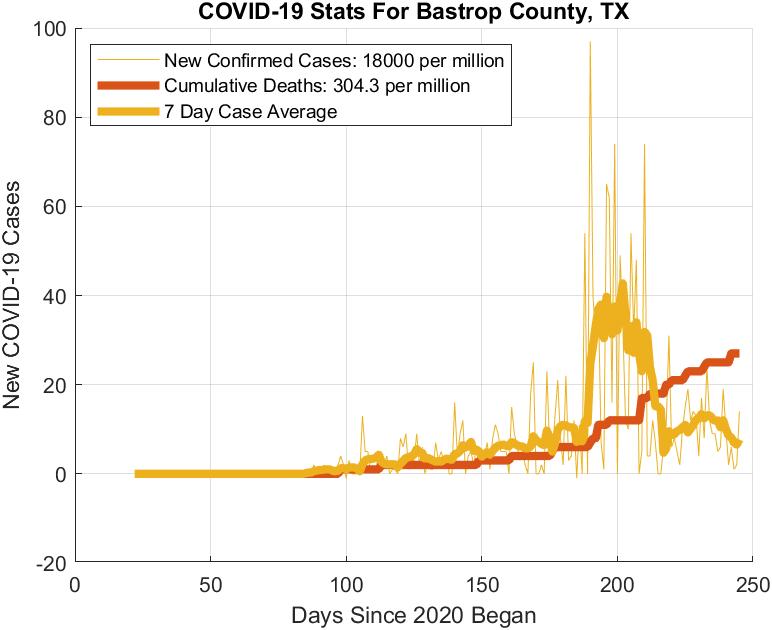 COVID-19 Stats For Bastrop County, TX
New Confirmed Cases: 18000 per million
Cumulative Deaths: 304.3 per million
7 Day Case Average
New COVID-19 Cases
100
80
60
40
20
0
-20
0 50 100 150 200 250
Days Since 2020 Began